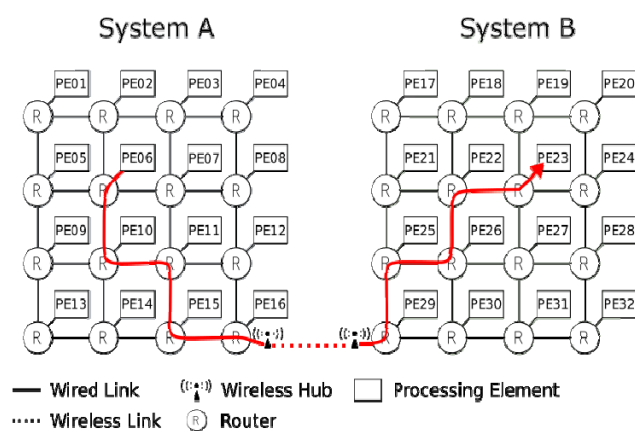 System A System B
PE01 PE02 PE03 PE04 PE17 PE18 PE19 PE20
R R R R R R R R
PE05 PE06 PE07 PE08 PE21 PE22 PE23 PE24
R R R R R R R R
PE09 PE10 PE11 PE12 PE25 PE26 PE27 PE28
R R R R R R R R
PE13 PE14 PE15 PE16 PE29 PE30 PE31 PE32
R R R R R R R R
Wired Link Wireless Hub Processing Element
Wireless Link R Router